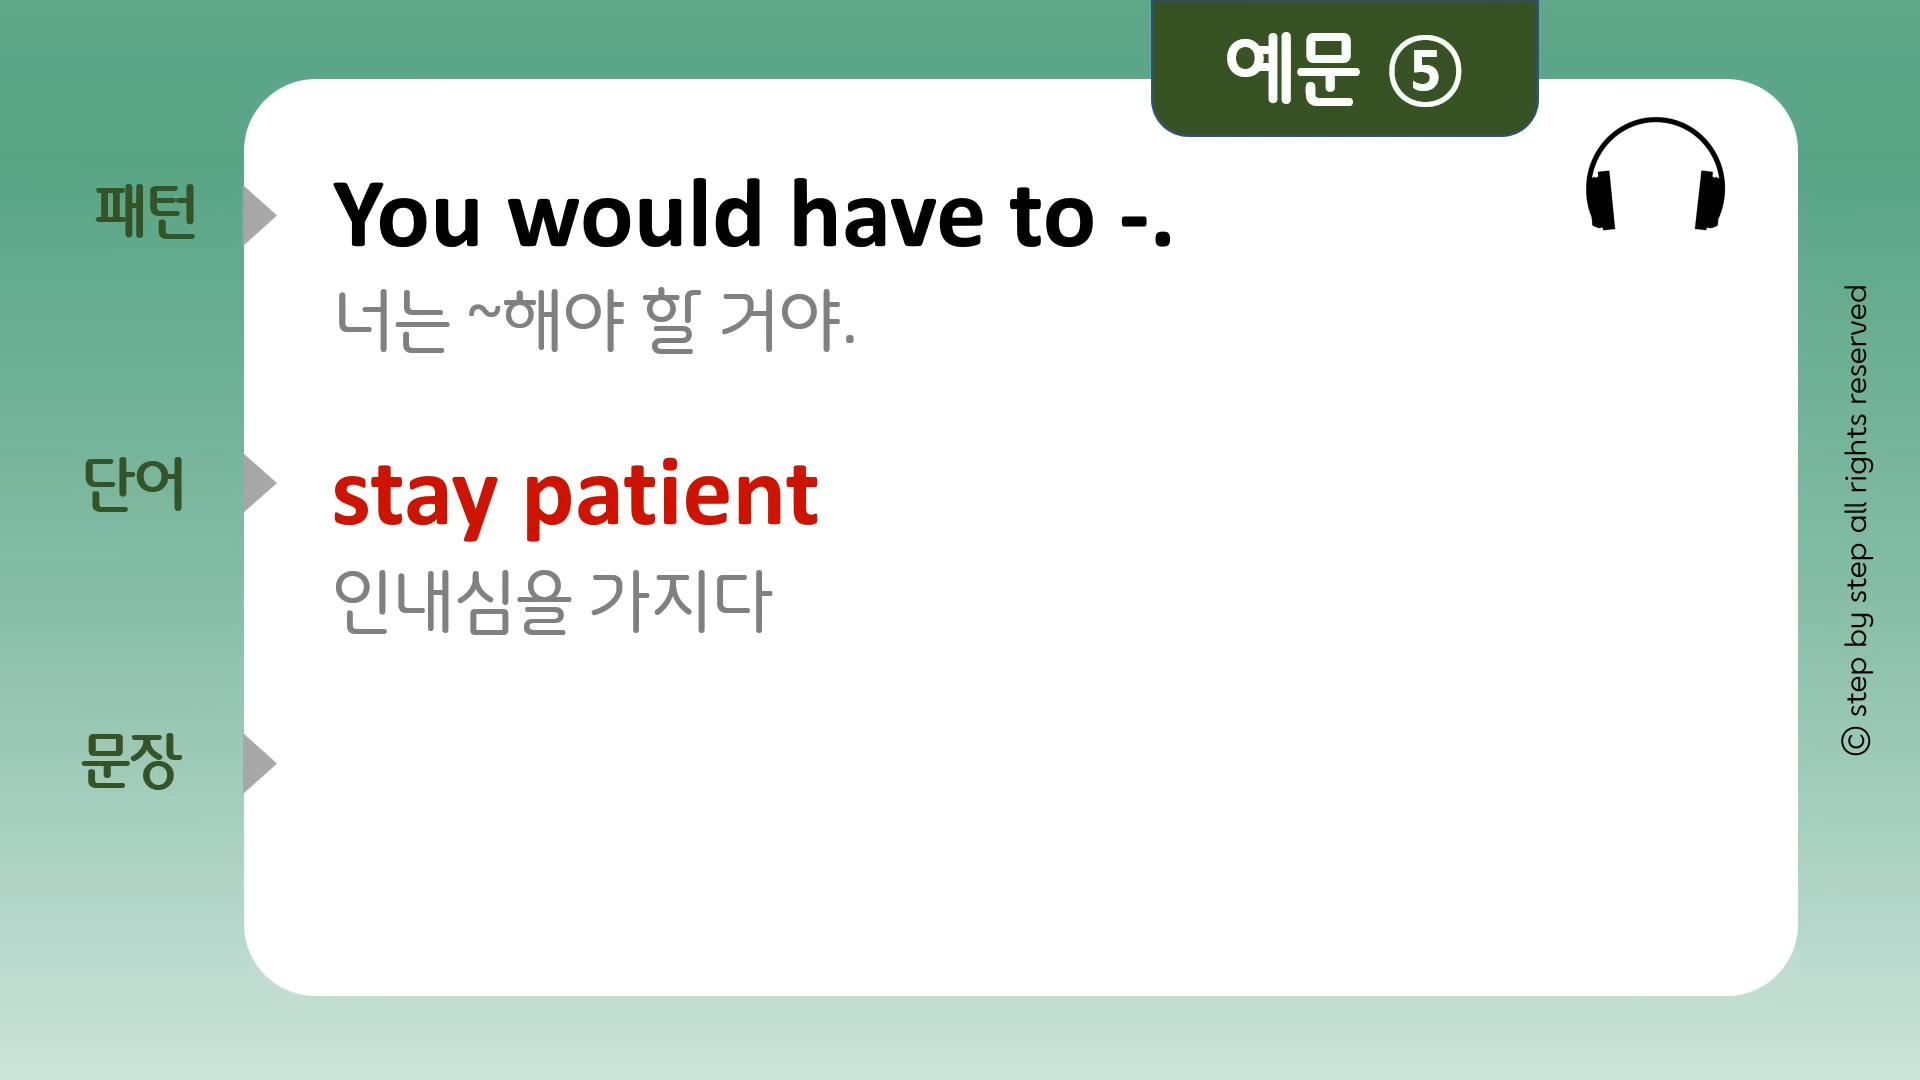 예문 ⑤
패턴
You would have to -.
너는 ~해야 할 거야.
단어
stay patient
인내심을 가지다
문장
© step by step all rights reserved